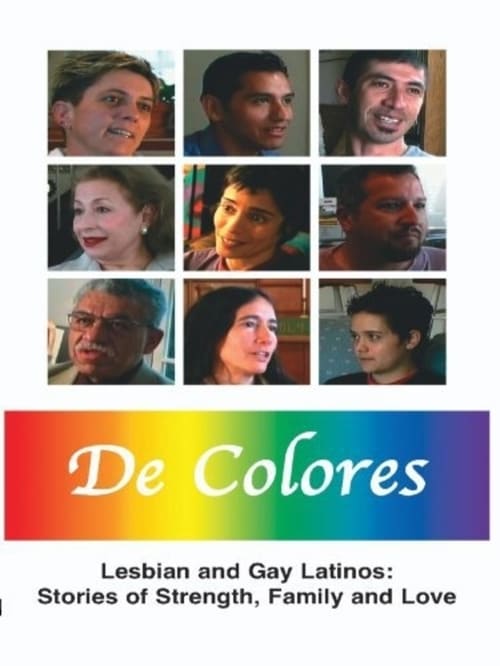 De Colores
Lesbian and Gay Latinos:
Stories of Strength, Family and Love